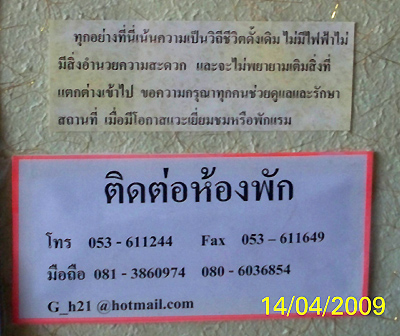 ทุกอย่างที่นี่เน้นความเป็นวิถีชีวิตดั้งเดิม ไม่มีไฟฟ้าไม่
มีสิ่งอำนวยความสะดวก และจะไม่พยายามเติมสิ่งที่
แตกต่างเข้าไป ขอความกรุณาทุกคนช่วยดูแลและรักษา
สถานที่ เมื่อมีโอกาสแวะเยี่ยมชมหรือพักแรม
ติดต่อห้องพัก
โทร 053 - 611244 Fax 053 – 611649
มือถือ 081 - 3860974 080 - 6036854
G_h21 @hotmail.com
14/04/2009